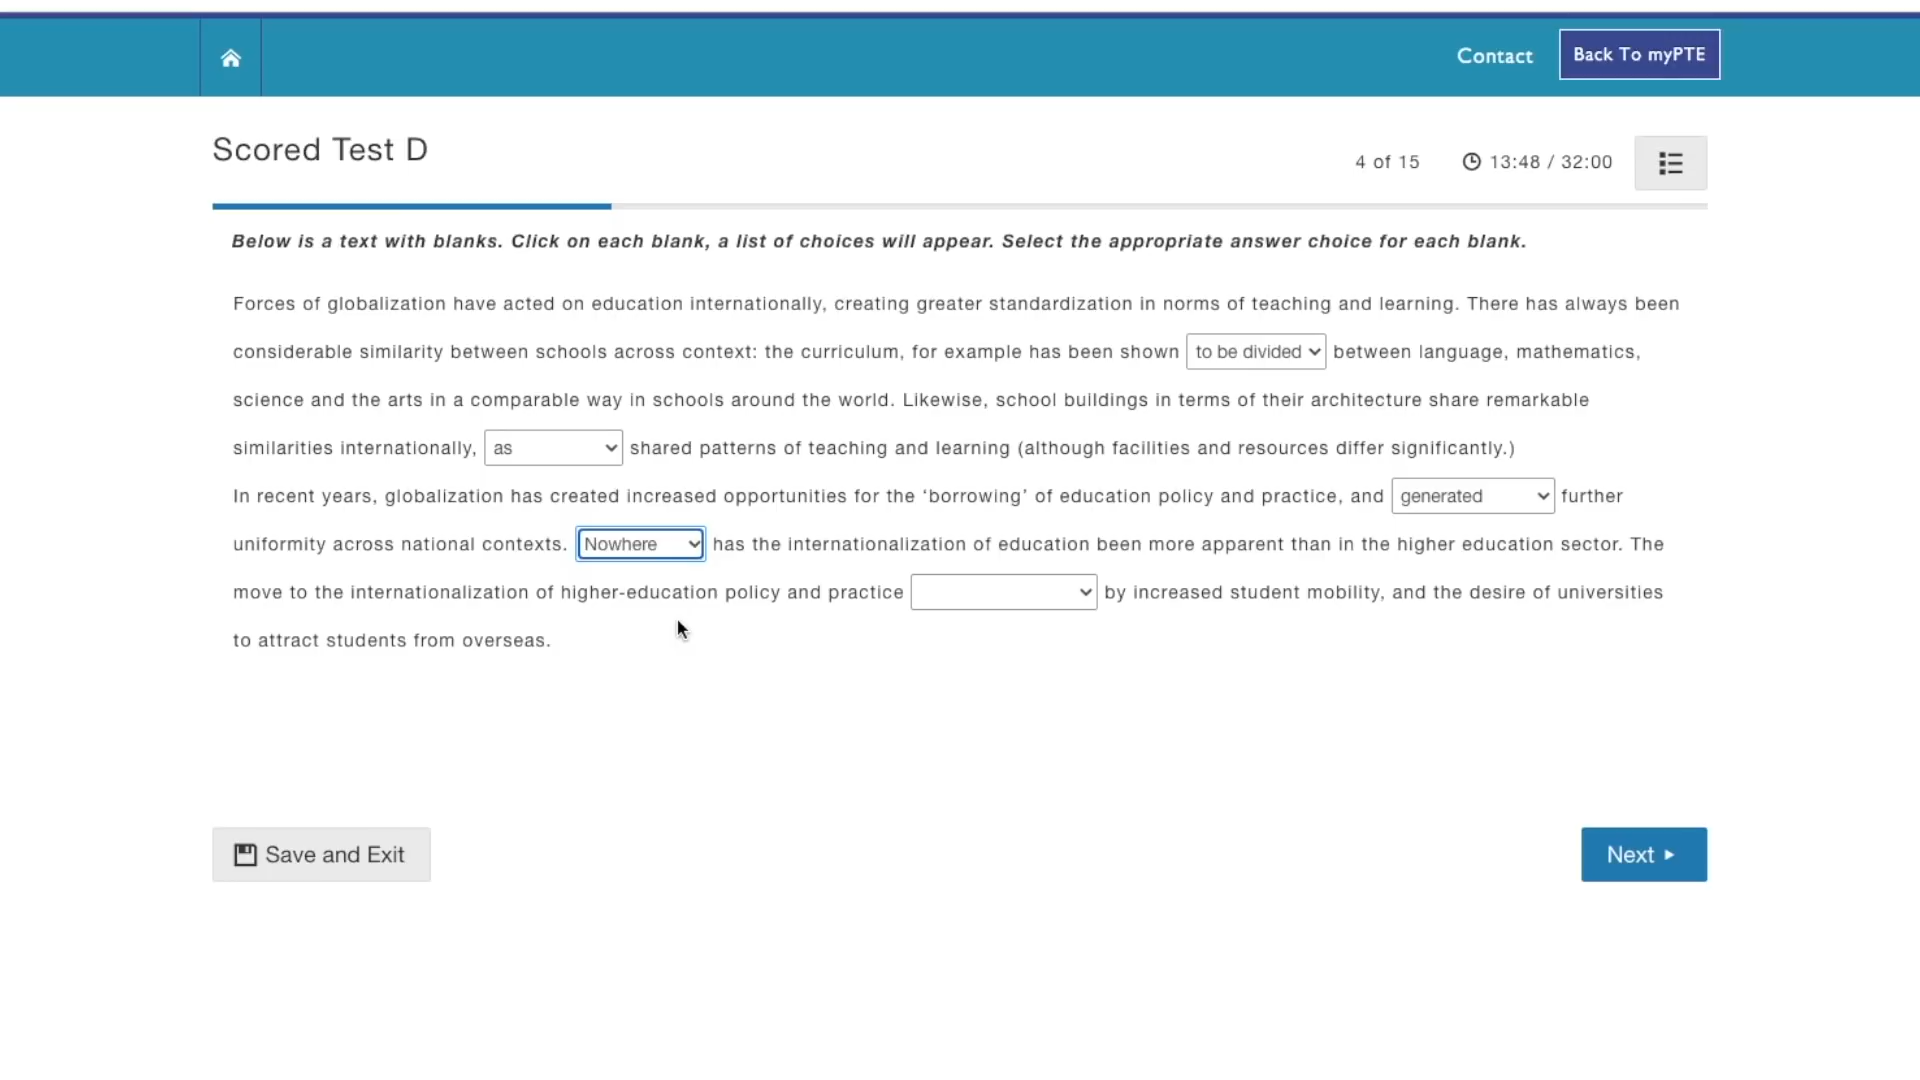 Contact
Back To myPTE
Scored Test D
4 of 15
13:48 / 32:00
Below is a text with blanks. Click on each blank, a list of choices will appear. Select the appropriate answer choice for each blank.
Forces of globalization have acted on education internationally, creating greater standardization in norms of teaching and learning. There has always been
considerable similarity between schools across context: the curriculum, for example has been shown to be divided between language, mathematics,
science and the arts in a comparable way in schools around the world. Likewise, school buildings in terms of their architecture share remarkable
similarities internationally, as shared patterns of teaching and learning (although facilities and resources differ significantly.)
In recent years, globalization has created increased opportunities for the ‘borrowing’ of education policy and practice, and generated further
uniformity across national contexts. Nowhere has the internationalization of education been more apparent than in the higher education sector. The
move to the internationalization of higher-education policy and practice by increased student mobility, and the desire of universities
to attract students from overseas.
Save and Exit
Next